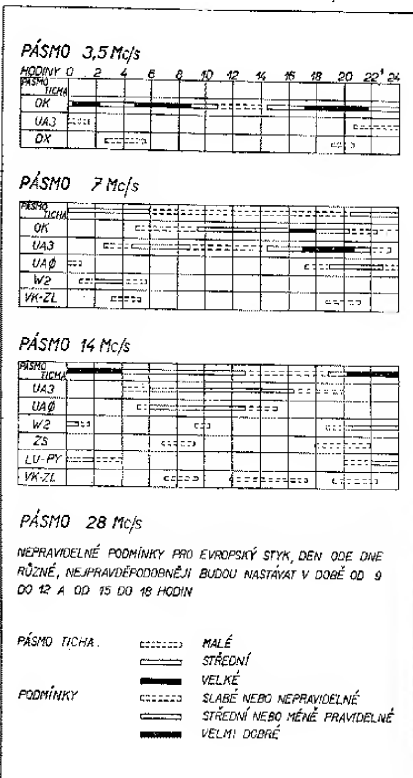 PÁSMO 3,5 Mc/s
HODINY 0 2 4 6 8 10 12 14 16 18 20 22 24
PÁSMO TICHA
OK
UA3
DX
PÁSMO 7 Mc/s
PÁSMO TICHA
OK
UA3
UAØ
W2
VK-ZL
PÁSMO 14 Mc/s
PÁSMO TICHA
UA3
UAØ
W2
ZS
LU-PY
VK-ZL
PÁSMO 28 Mc/s
NEPRAVIDELNÉ PODMÍNKY PRO EVROPSKÝ STYK, DEN ODE DNE
RŮZNÉ, NEJPRAVDĚPODOBNĚJI BUDOU NASTÁVAT V DOBĚ OD 9
DO 12 A OD 15 DO 18 HODIN
PÁSMO TICHA. MALÉ
STŘEDNÍ
VELKÉ
PODMÍNKY SLABÉ NEBO NEPRAVIDELNÉ
STŘEDNÍ NEBO MÉNĚ PRAVIDELNÉ
VELMI DOBRÉ